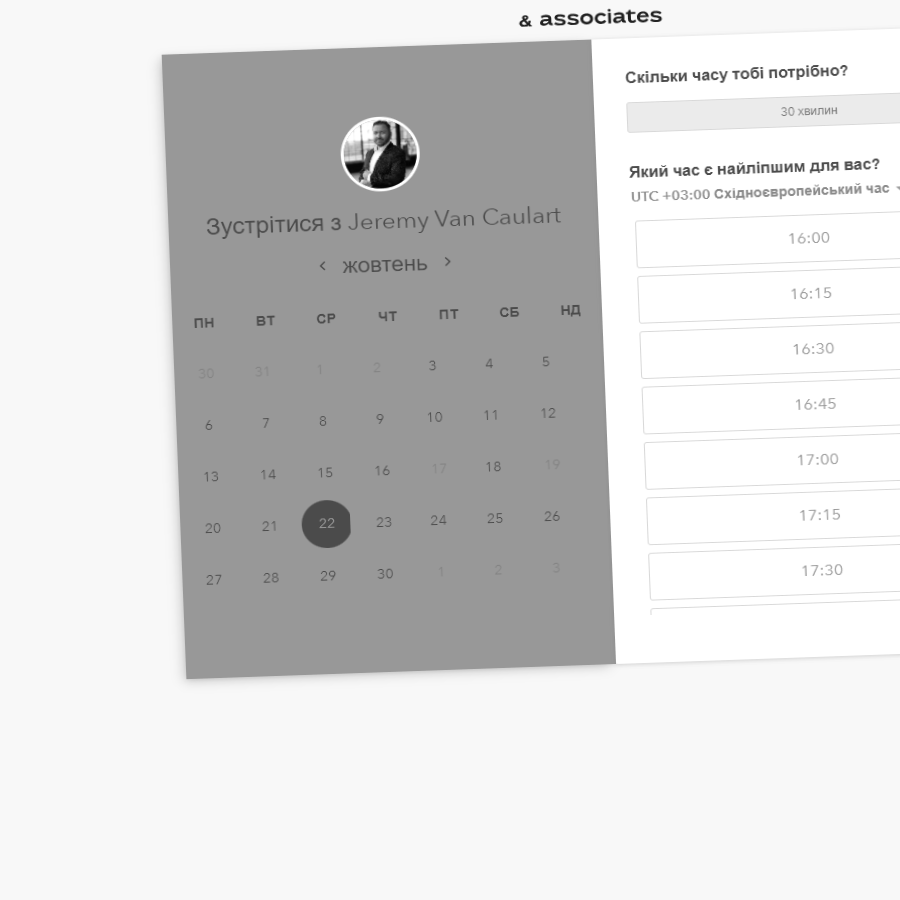 & associates
Зустрітися з Jeremy Van Caulart
жовтень
ПН ВТ СР ЧТ ПТ СБ НД
30 31 1 2 3 4 5
6 7 8 9 10 11 12
13 14 15 16 17 18 19
20 21 22 23 24 25 26
27 28 29 30 1 2 3
Скільки часу тобі потрібно?
30 хвилин
Який час є найліпшим для вас?
UTC +03:00 Східноєвропейський час
16:00
16:15
16:30
16:45
17:00
17:15
17:30